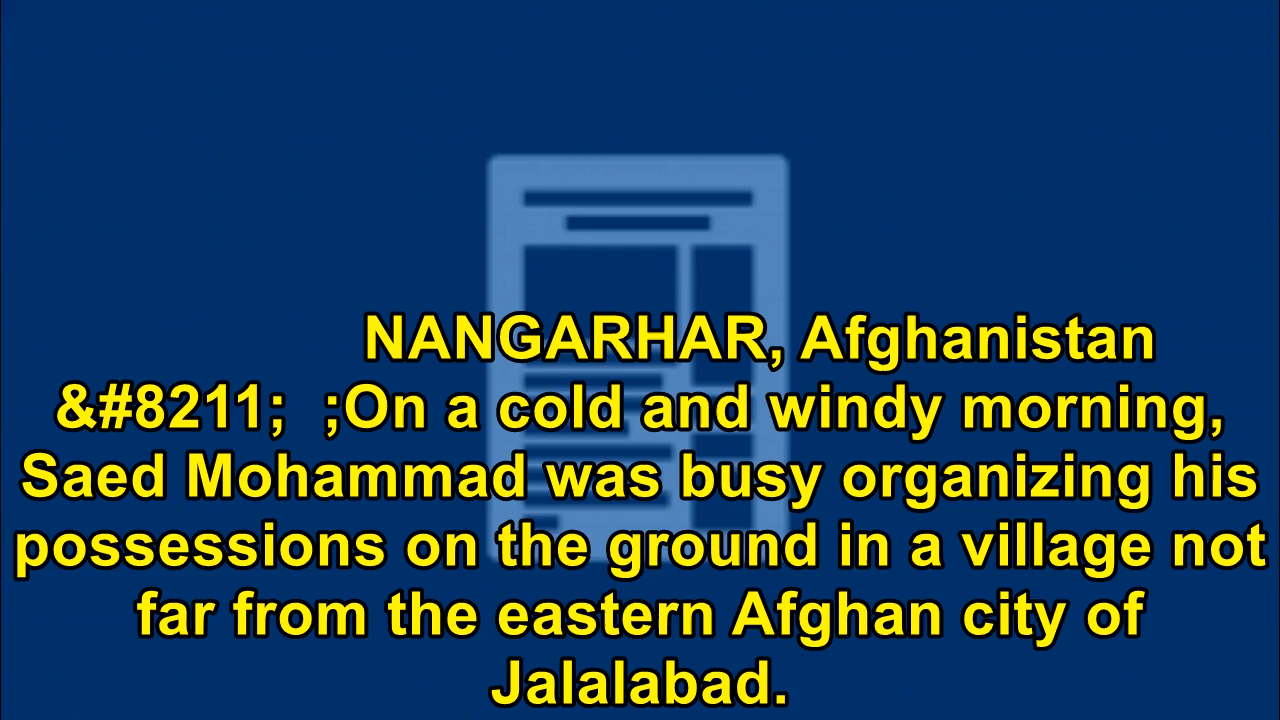 NANGARHAR, Afghanistan
&#8211;  ;On a cold and windy morning,
Saed Mohammad was busy organizing his
possessions on the ground in a village not
far from the eastern Afghan city of
Jalalabad.